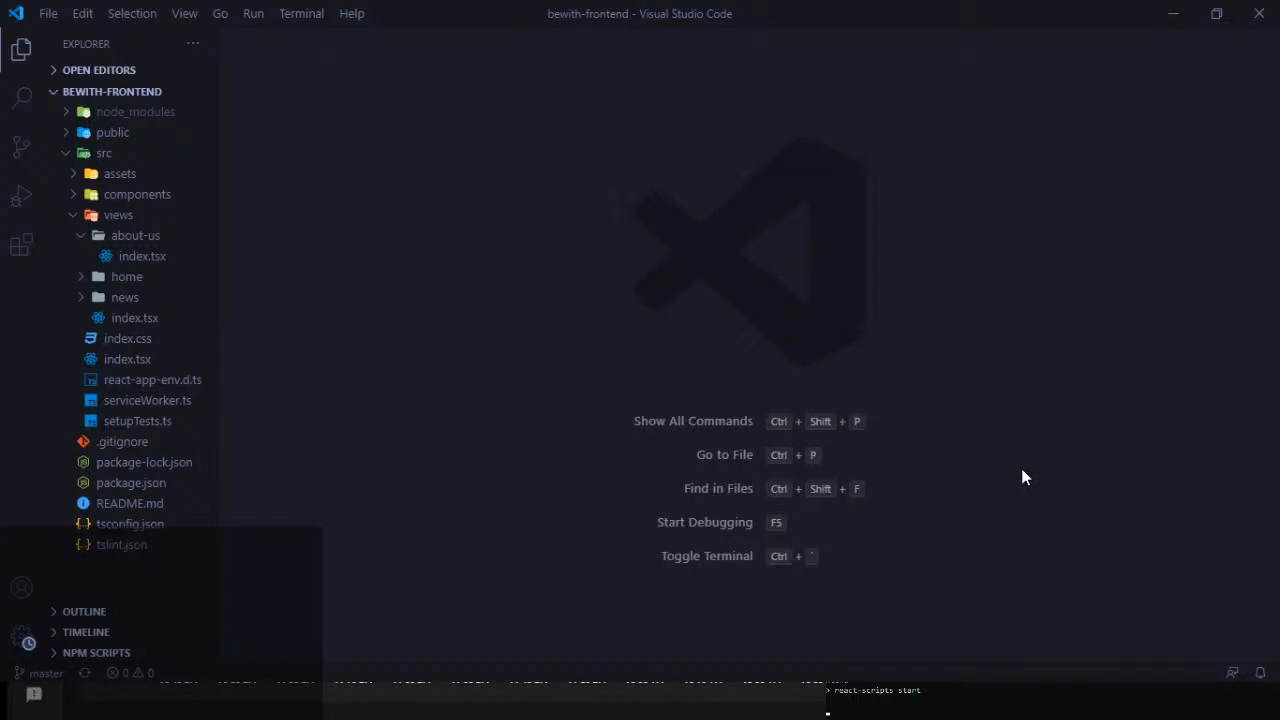 File Edit Selection View Go Run Terminal Help
bewith-frontend - Visual Studio Code
EXPLORER
OPEN EDITORS
BEWITH-FRONTEND
node_modules
public
src
assets
components
views
about-us
index.tsx
home
news
index.tsx
index.css
index.tsx
react-app-env.d.ts
serviceWorker.ts
setupTests.ts
.gitignore
package-lock.json
package.json
README.md
tsconfig.json
tslint.json
OUTLINE
TIMELINE
NPM SCRIPTS
master 0 0
Show All Commands Ctrl + Shift + P
Go to File Ctrl + P
Find in Files Ctrl + Shift + F
Start Debugging F5
Toggle Terminal Ctrl + `
> react-scripts start